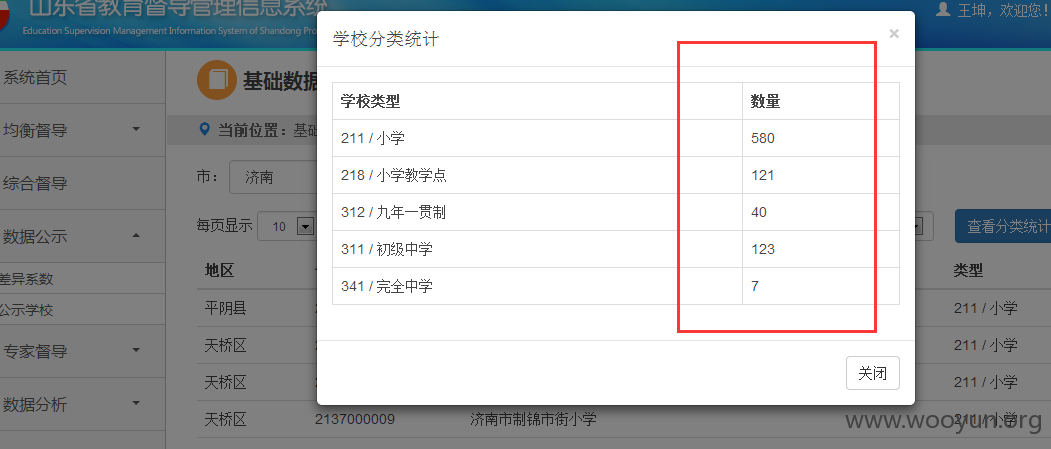 山东省教育督导管理信息系统
王坤，欢迎您！
Education Supervision Management Information System of Shandong Pro
学校分类统计
×
系统首页
均衡督导
综合督导
数据公示
差异系数
公示学校
专家督导
数据分析
基础数据
当前位置：基础
市： 济南
每页显示 10
查看分类统计
学校类型 数量
211 / 小学 580
218 / 小学教学点 121
312 / 九年一贯制 40
311 / 初级中学 123
341 / 完全中学 7
关闭
地区 类型
平阴县 211 / 小学
天桥区 211 / 小学
天桥区 211 / 小学
天桥区 2137000009 济南市制锦市街小学 211 / 小学
www.wooyun.org